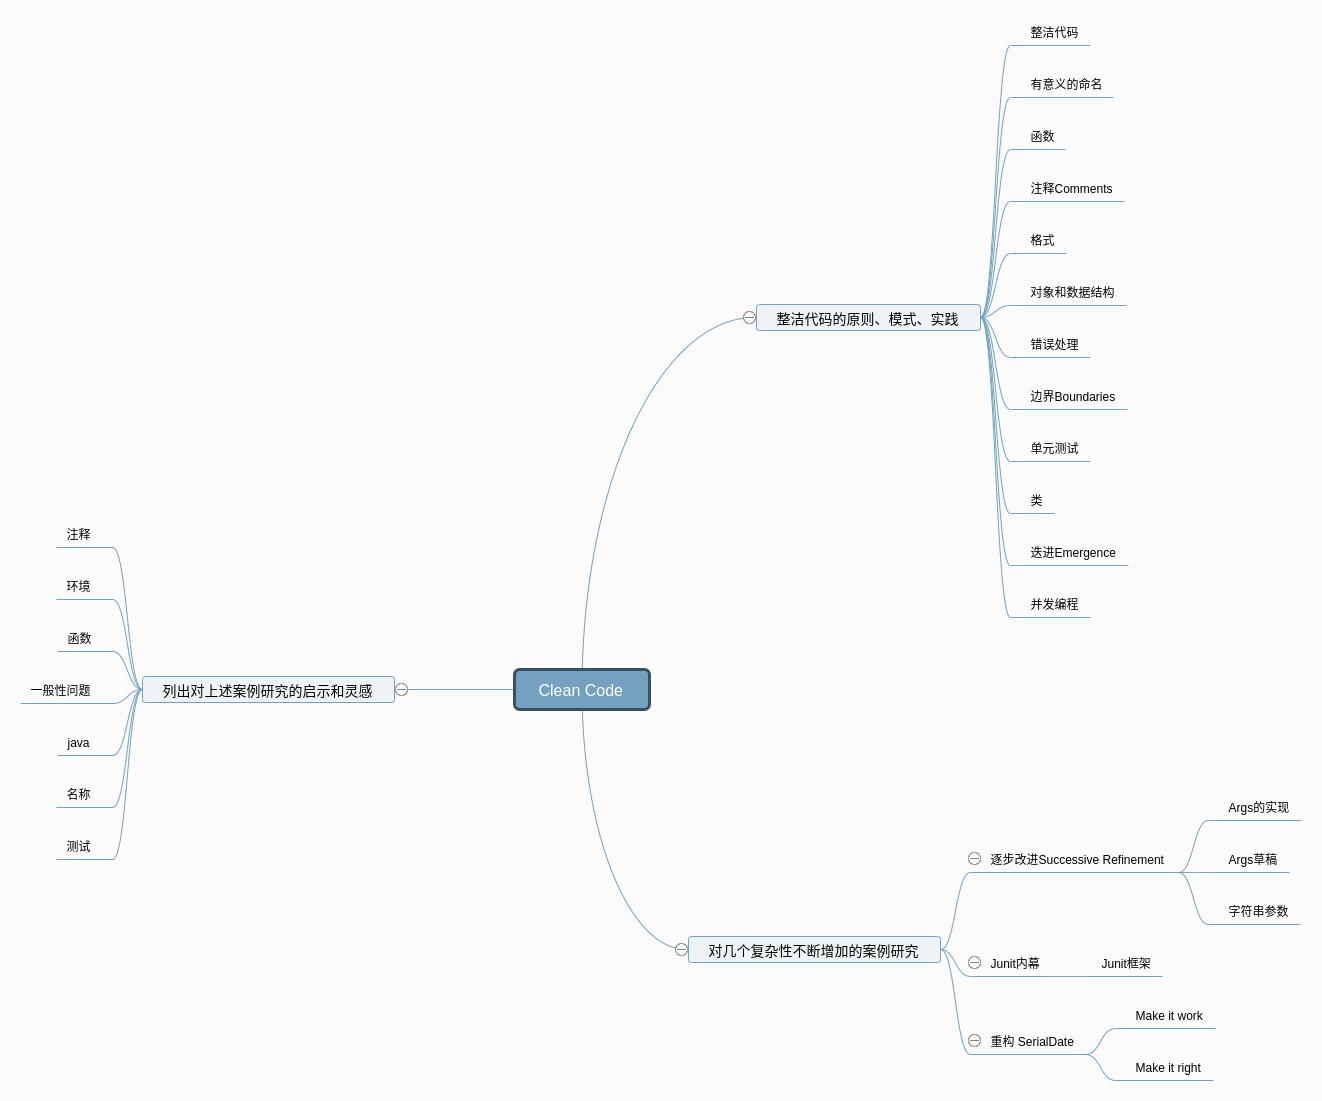 Clean Code
整洁代码的原则、模式、实践
整洁代码
有意义的命名
函数
注释Comments
格式
对象和数据结构
错误处理
边界Boundaries
单元测试
类
迭进Emergence
并发编程
对几个复杂性不断增加的案例研究
逐步改进Successive Refinement
Args的实现
Args草稿
字符串参数
Junit内幕
Junit框架
重构 SerialDate
Make it work
Make it right
列出对上述案例研究的启示和灵感
注释
环境
函数
一般性问题
java
名称
测试